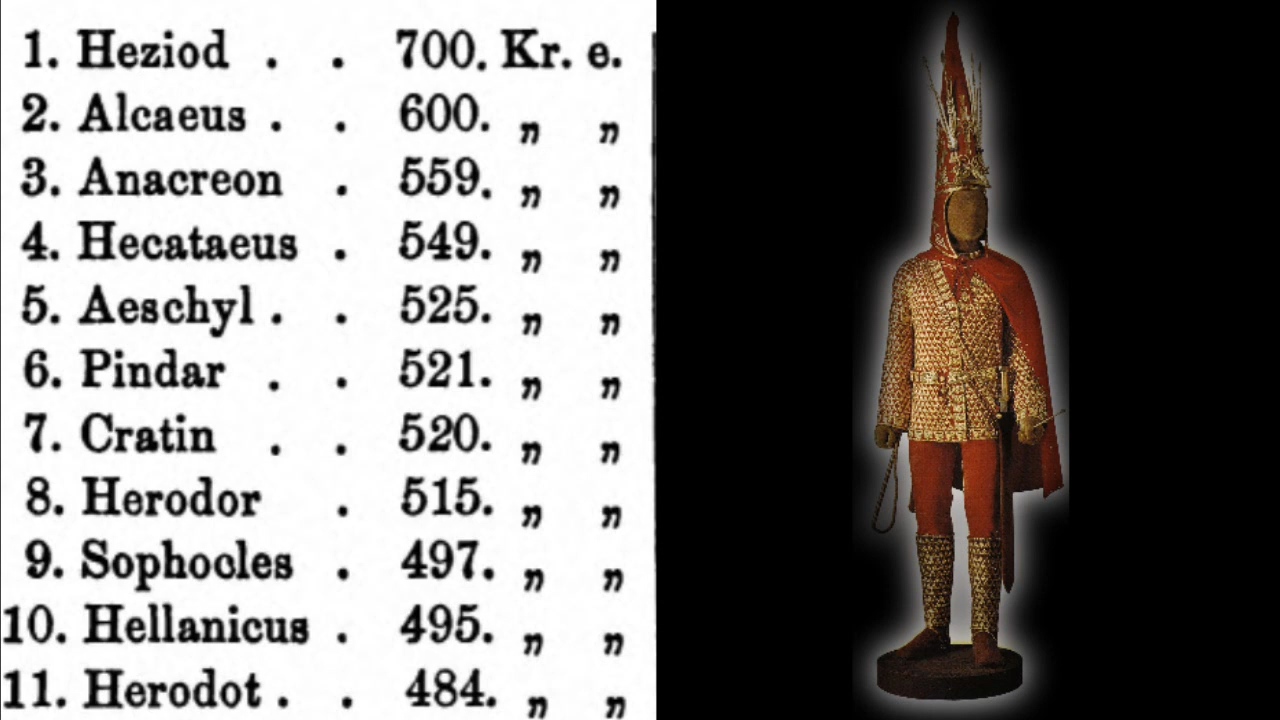 1. Heziod . . 700. Kr. e.
2. Alcaeus . . 600. „ „
3. Anacreon . 559. „ „
4. Hecataeus . 549. „ „
5. Aeschyl . . 525. „ „
6. Pindar . . 521. „ „
7. Cratin . . 520. „ „
8. Herodor . 515. „ „
9. Sophocles . 497. „ „
10. Hellanicus . 495. „ „
11. Herodot . . 484. „ „